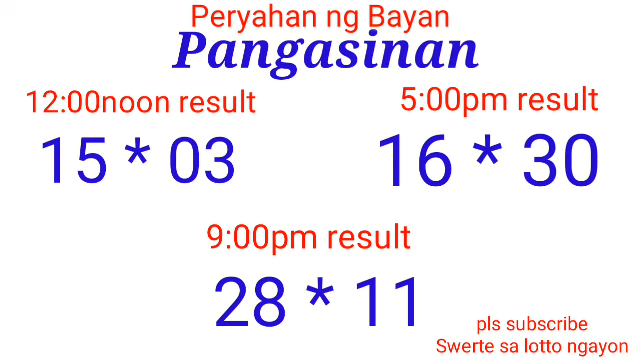 Peryahan ng Bayan
Pangasinan
12:00noon result
15 * 03
5:00pm result
16 * 30
9:00pm result
28 * 11
pls subscribe
Swerte sa lotto ngayon